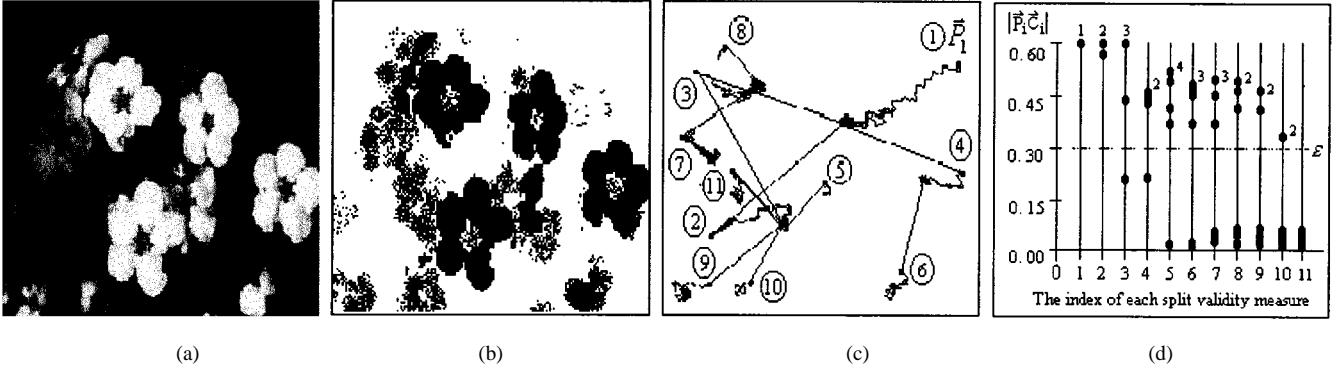 ① P⃗₁
⑧
③
④
⑦
⑤
⑪
②
⑨
⑩
⑥
|P⃗ᵢC⃗ᵢ|
1 2 3
0.60
4
2 3 3 2 2
0.45
2
0.30
ε
0.15
0.00
0 1 2 3 4 5 6 7 8 9 10 11
The index of each split validity measure
(a) (b) (c) (d)